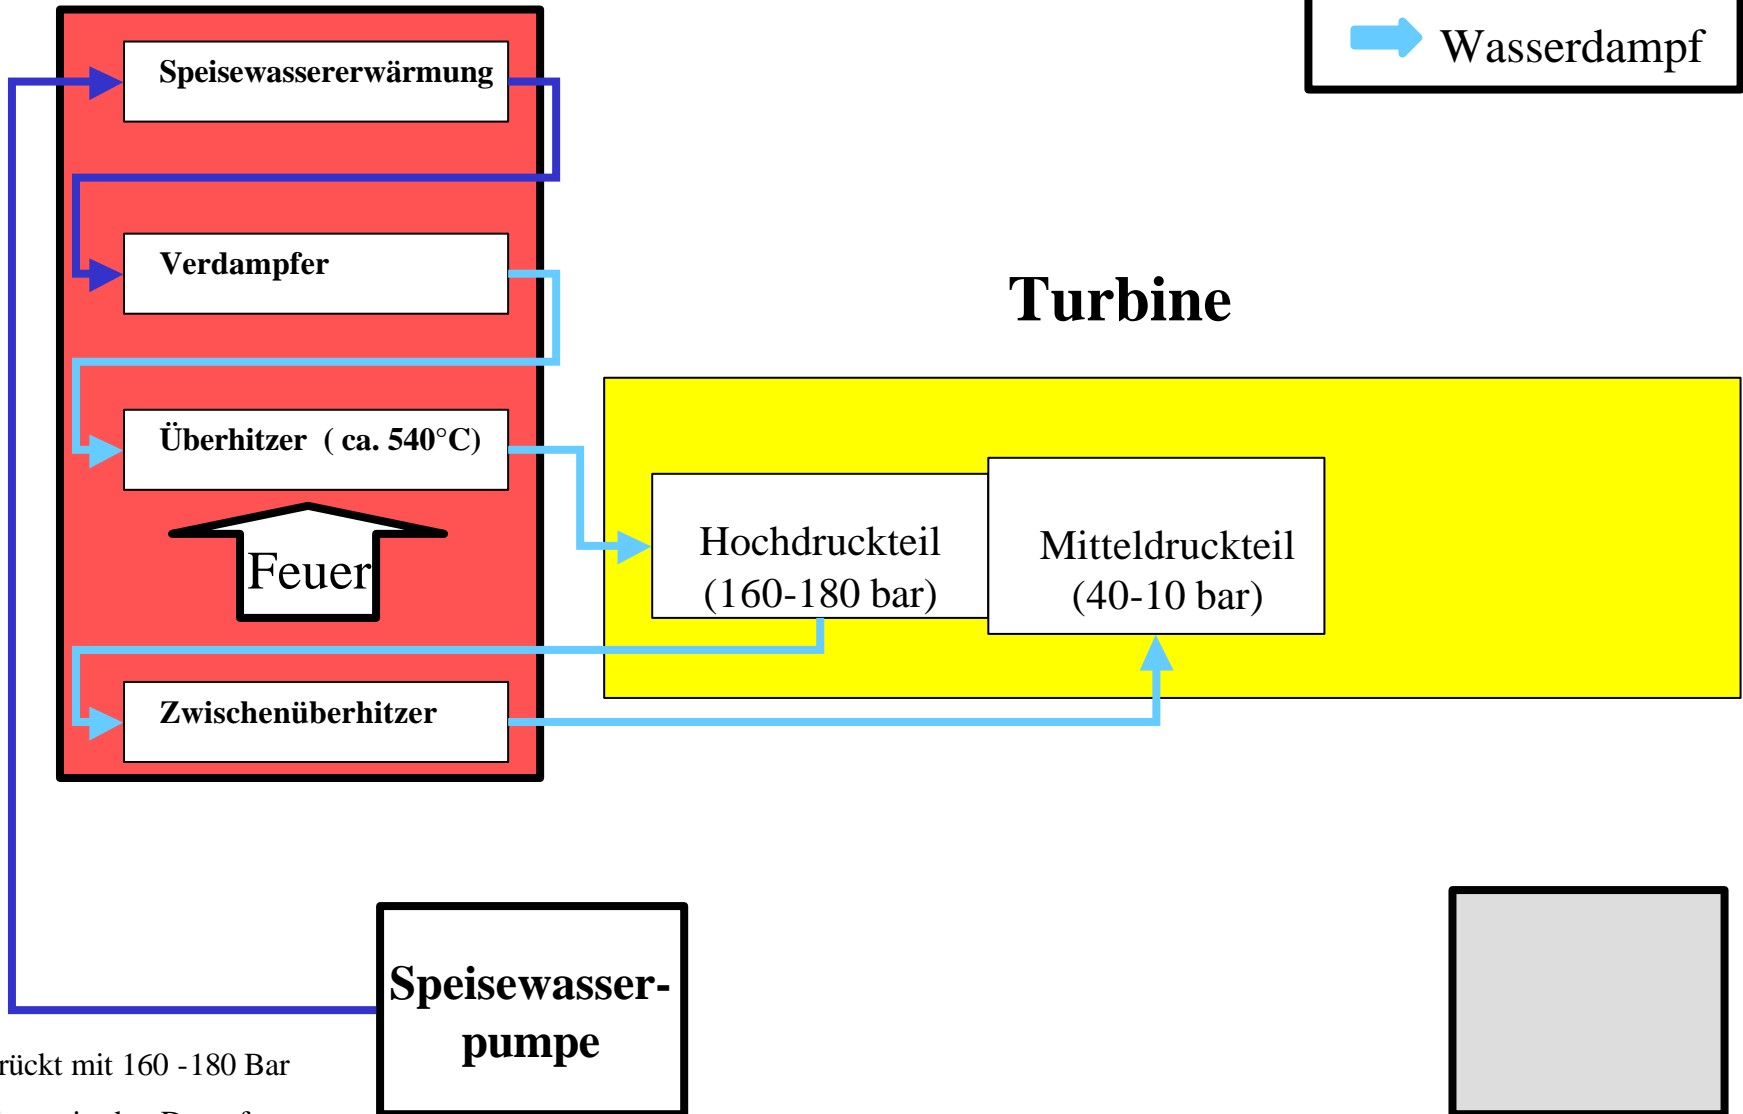 Wasserdampf
Speisewassererwärmung
Verdampfer
Turbine
Überhitzer ( ca. 540°C)
Feuer
Hochdruckteil
(160-180 bar)
Mitteldruckteil
(40-10 bar)
Zwischenüberhitzer
Speisewasser-
pumpe
rückt mit 160 -180 Bar